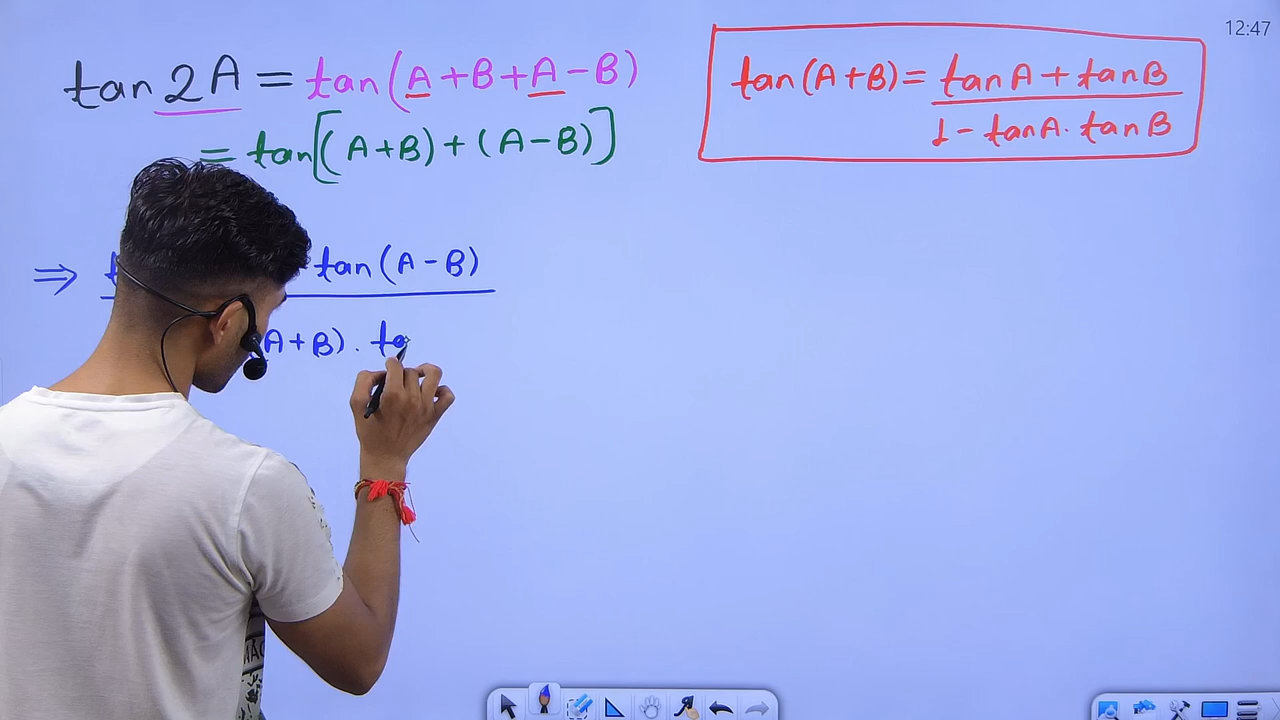 12:47
tan 2A = tan(A+B+A-B)
= tan[(A+B)+(A-B)]
tan(A+B) = tanA + tanB
1 - tanA. tanB
⇒ tan(A-B)
A+B) . ta